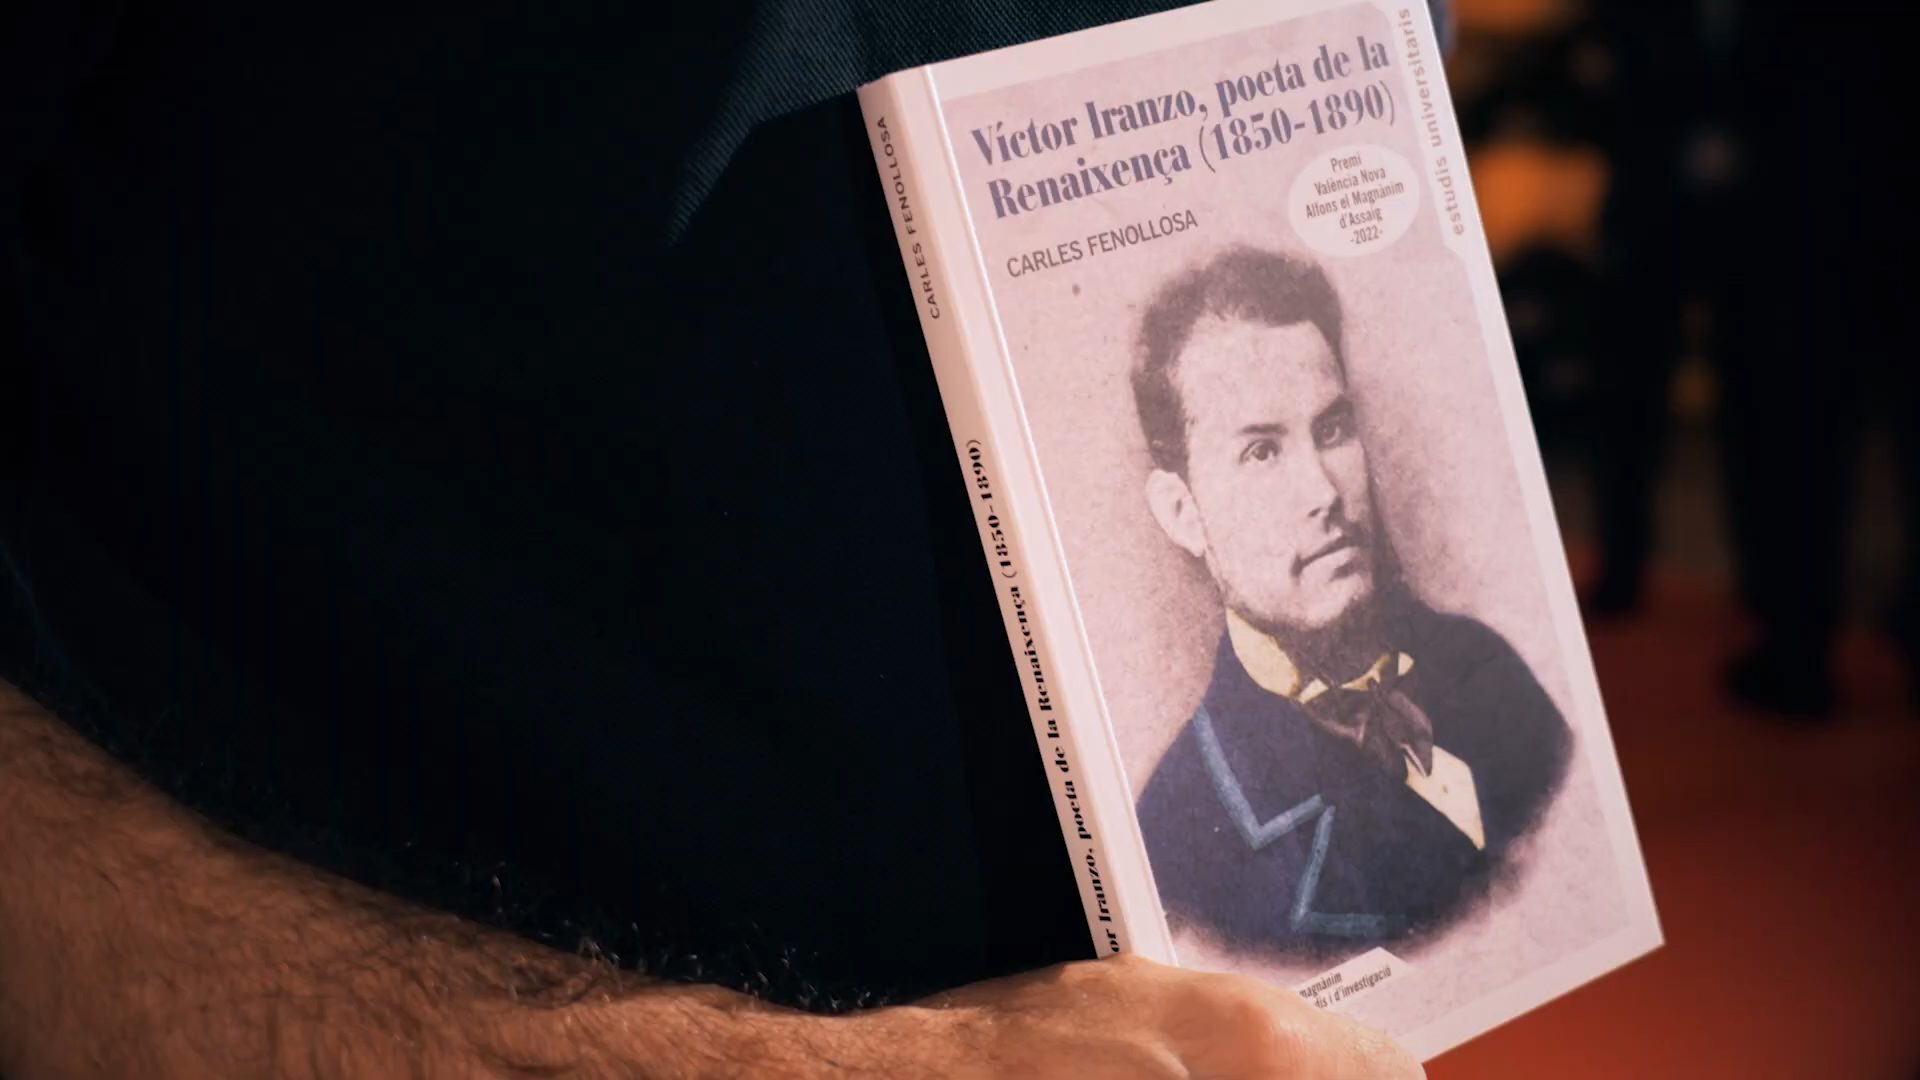 Víctor Iranzo, poeta de la
Renaixença (1850-1890)
CARLES FENOLLOSA
Premi
València Nova
Alfons el Magnànim
d'Assaig
-2022-
estudis universitaris
CARLES FENOLLOSA
Iranzo, poeta de la Renaixença (1850-1890)
magnànim
i d'investigació